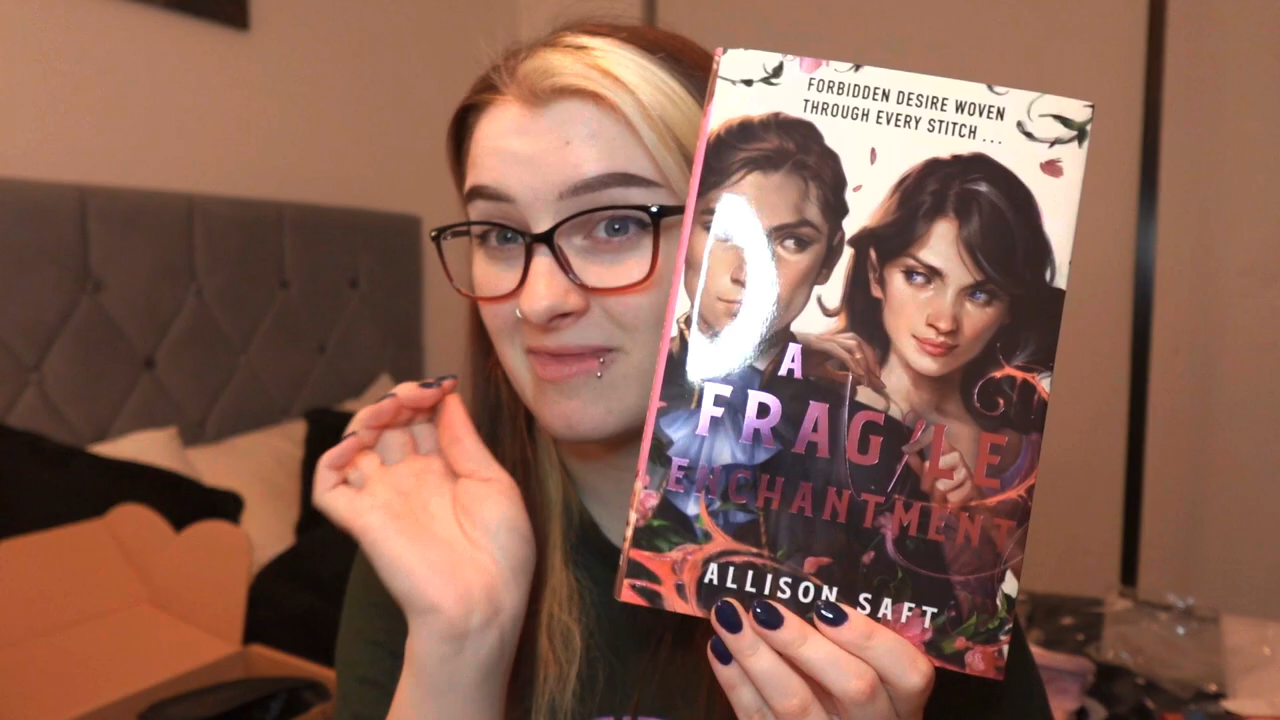 FORBIDDEN DESIRE WOVEN
THROUGH EVERY STITCH ...
A
FRAGILE
ENCHANTMENT
ALLISON SAFT